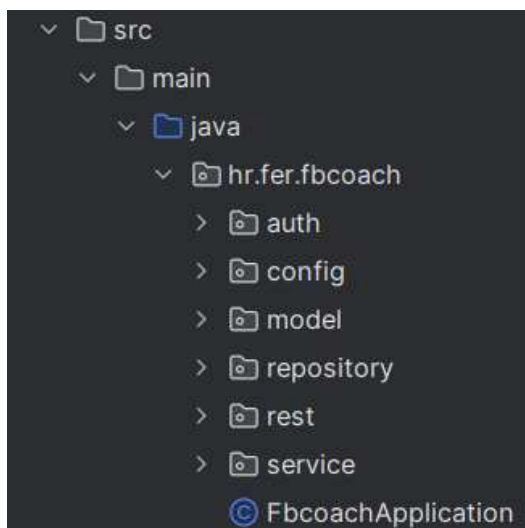 src
main
java
hr.fer.fbcoach
auth
config
model
repository
rest
service
FbcoachApplication